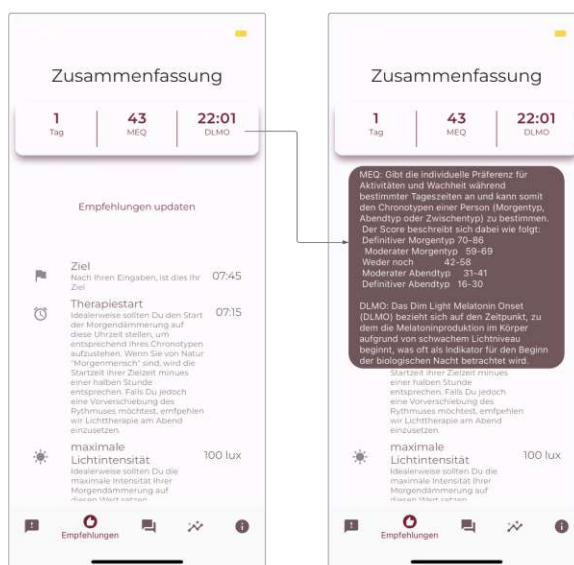 Zusammenfassung
1 43 22:01
Tag MEQ DLMO
Empfehlungen updaten
Ziel
Nach Ihren Eingaben, ist dies Ihr
Ziel
07:45
Therapiestart
07:15
Idealerweise sollten Du den Start
der Morgendämmerung auf
diese Uhrzeit stellen, um
entsprechend Ihres Chronotypen
aufzustehen. Wenn Sie von Natur
"Morgenmensch" sind, wird die
Startzeit ihrer Zielzeit minues
einer halben Stunde
entsprechen. Falls Du jedoch
eine Vorverschiebung des
Rythmuses möchtest, emfpehlen
wir Lichttherapie am Abend
einzusetzen.
maximale
Lichtintensität
100 lux
Idealerweise sollten Du die
maximale Intensität Ihrer
Morgendämmerung auf
diesen Wert setzen
Empfehlungen
Zusammenfassung
1 43 22:01
Tag MEQ DLMO
MEQ: Gibt die individuelle Präferenz für
Aktivitäten und Wachheit während
bestimmter Tageszeiten an und kann somit
den Chronotypen einer Person (Morgentyp,
Abendtyp oder Zwischentyp) zu bestimmen.
Der Score beschreibt sich dabei wie folgt:
Definitiver Morgentyp 70-86
Moderater Morgentyp 59-69
Weder noch 42-58
Moderater Abendtyp 31-41
Definitiver Abendtyp 16-30
DLMO: Das Dim Light Melatonin Onset
(DLMO) bezieht sich auf den Zeitpunkt, zu
dem die Melatoninproduktion im Körper
aufgrund von schwachem Lichtniveau
beginnt, was oft als Indikator für den Beginn
der biologischen Nacht betrachtet wird.
Startzeit ihrer Zielzeit minues
einer halben Stunde
entsprechen. Falls Du jedoch
eine Vorverschiebung des
Rythmuses möchtest, emfpehlen
wir Lichttherapie am Abend
einzusetzen.
maximale
Lichtintensität
100 lux
Idealerweise sollten Du die
maximale Intensität Ihrer
Morgendämmerung auf
diesen Wert setzen
Empfehlungen